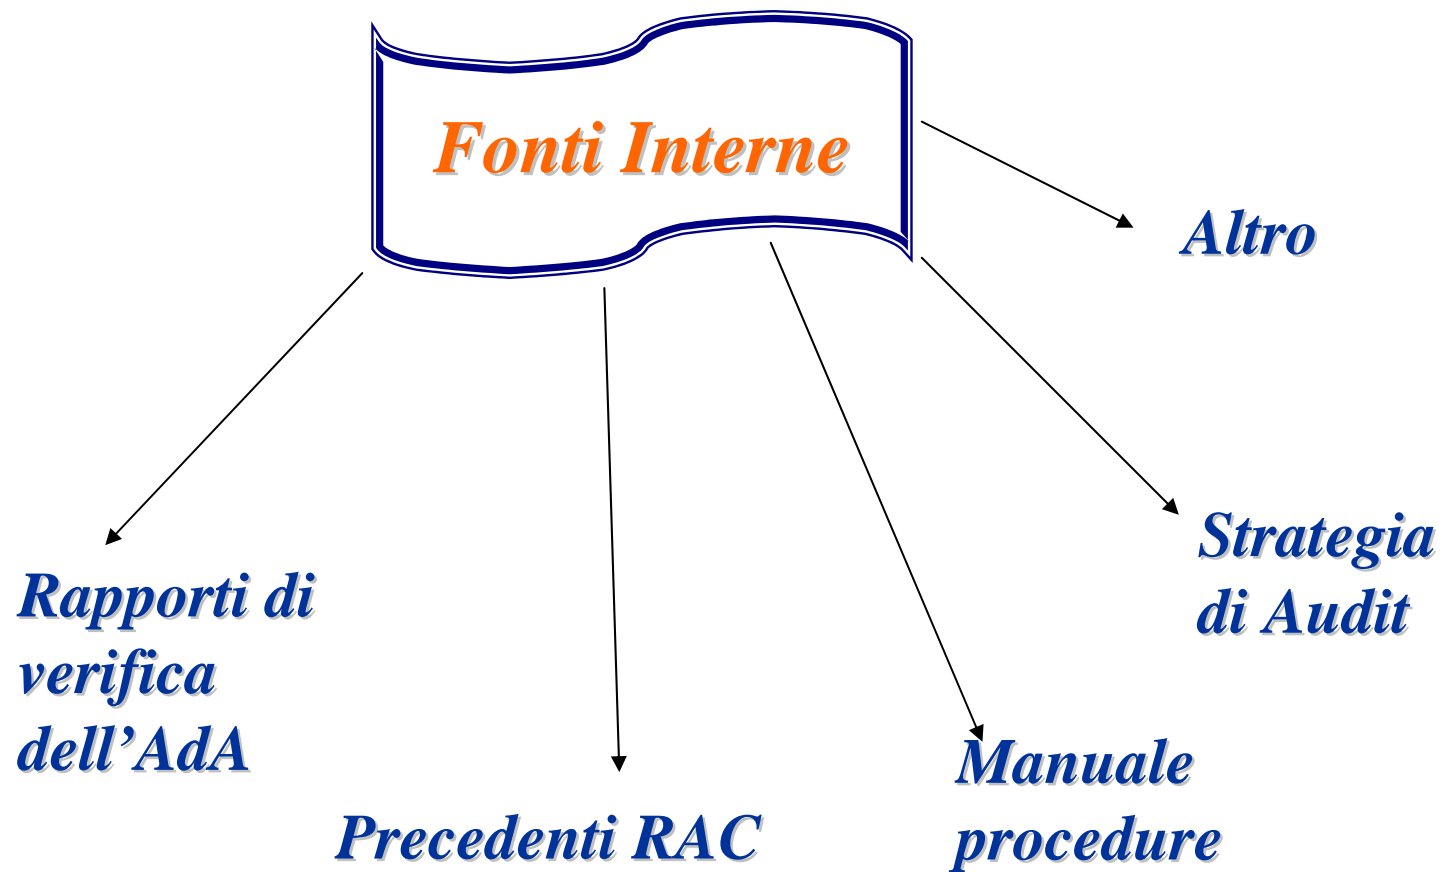 Fonti Interne
Altro
Strategia
di Audit
Rapporti di
verifica
dell’AdA
Manuale
procedure
Precedenti RAC